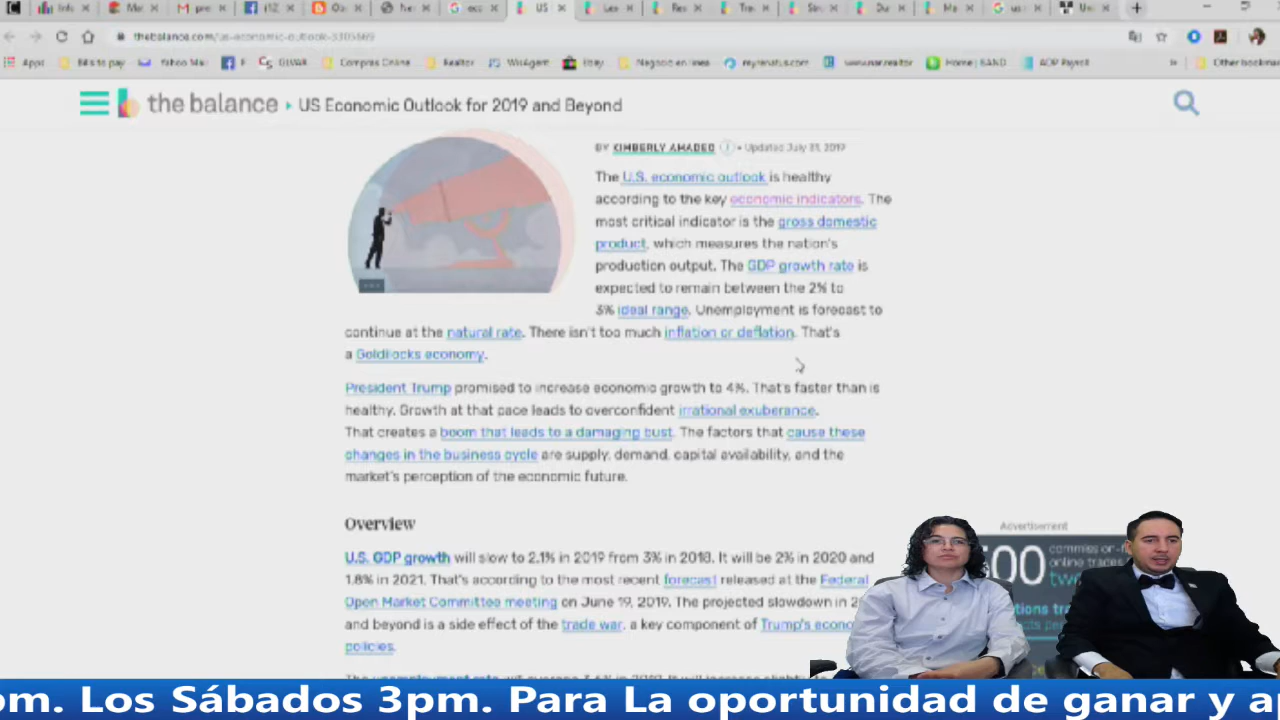 US
thebalance.com/us-economic-outlook-3305669
Apps Bills to pay Yahoo Mail GLVAR Compras Online Realtor WiseAgent Ebay Negocio en linea myrenatus.com www.nar.realtor Home | BAND ADP Payroll Other bookmar
the balance US Economic Outlook for 2019 and Beyond
BY KIMBERLY AMADEO • Updated July 31, 2019
The U.S. economic outlook is healthy
according to the key economic indicators. The
most critical indicator is the gross domestic
product, which measures the nation's
production output. The GDP growth rate is
expected to remain between the 2% to
3% ideal range. Unemployment is forecast to
continue at the natural rate. There isn't too much inflation or deflation. That's
a Goldilocks economy.
President Trump promised to increase economic growth to 4%. That's faster than is
healthy. Growth at that pace leads to overconfident irrational exuberance.
That creates a boom that leads to a damaging bust. The factors that cause these
changes in the business cycle are supply, demand, capital availability, and the
market's perception of the economic future.
Overview
U.S. GDP growth will slow to 2.1% in 2019 from 3% in 2018. It will be 2% in 2020 and
1.8% in 2021. That's according to the most recent forecast released at the Federal
Open Market Committee meeting on June 19, 2019. The projected slowdown in 2
and beyond is a side effect of the trade war, a key component of Trump's econo
policies.
Advertisement
500 commission-f
online trades
pm. Los Sábados 3pm. Para La oportunidad de ganar y a